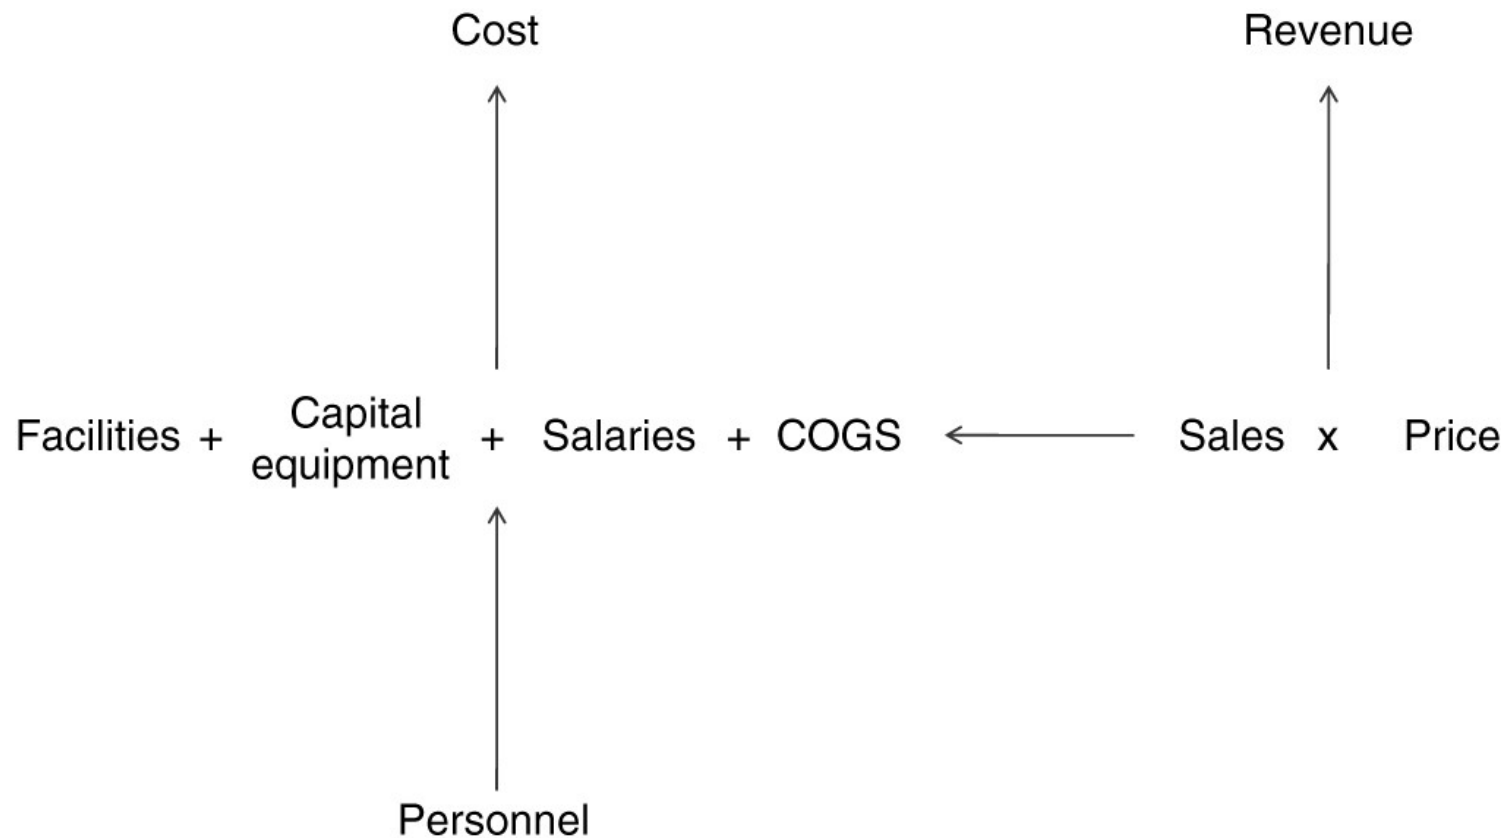 Cost Revenue
Facilities + Capital equipment + Salaries + COGS Sales x Price
Personnel